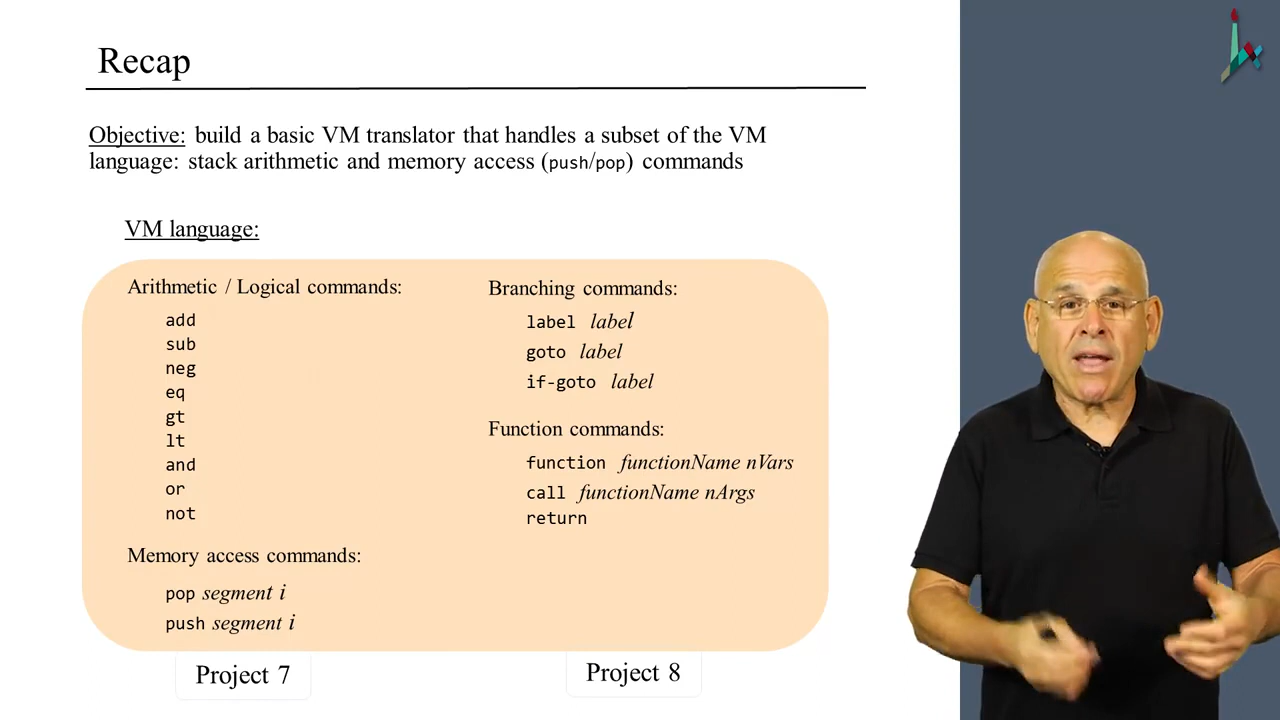 Recap
Objective: build a basic VM translator that handles a subset of the VM
language: stack arithmetic and memory access (push/pop) commands
VM language:
Arithmetic / Logical commands:
add
sub
neg
eq
gt
lt
and
or
not
Memory access commands:
pop segment i
push segment i
Branching commands:
label label
goto label
if-goto label
Function commands:
function functionName nVars
call functionName nArgs
return
Project 7
Project 8